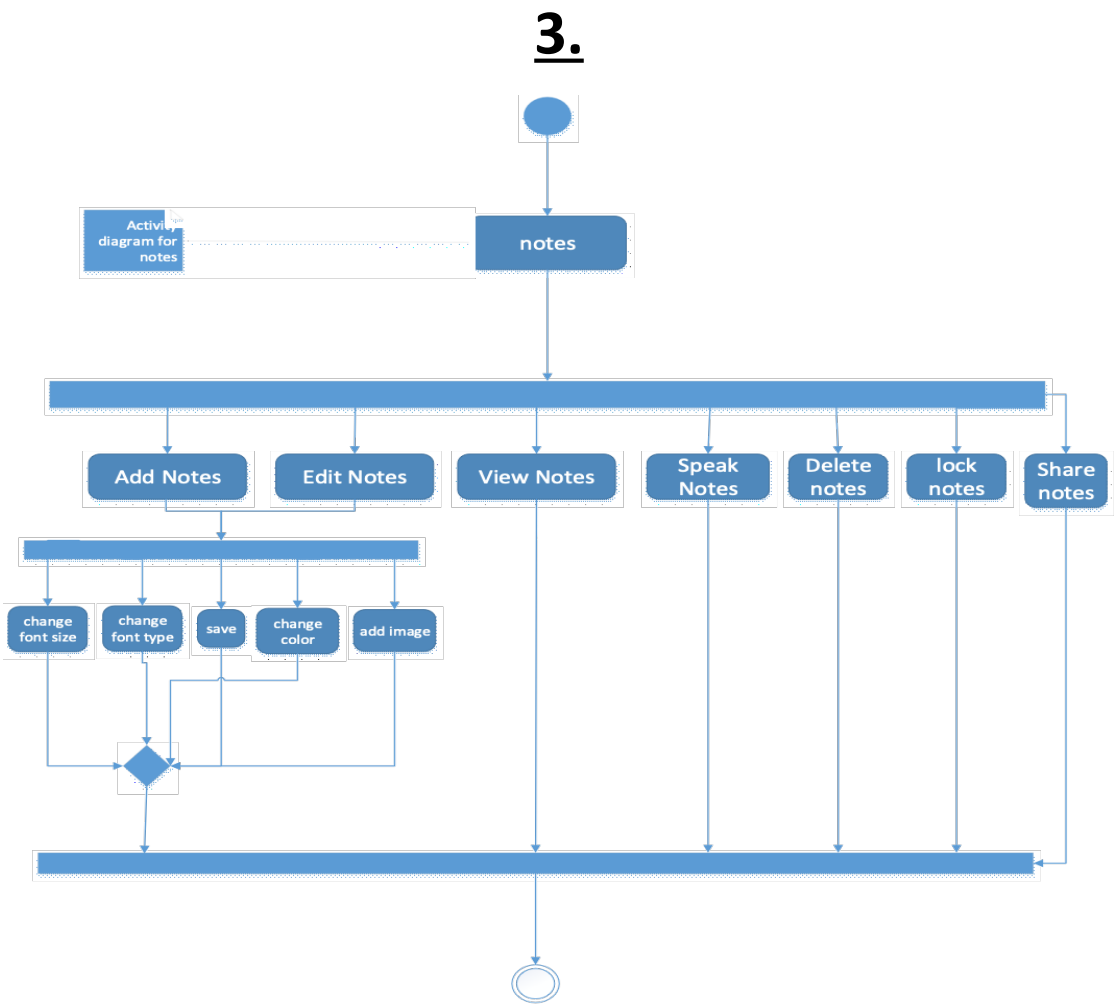 3.
Activity
diagram for
notes
notes
Add Notes
Edit Notes
View Notes
Speak
Notes
Delete
notes
lock
notes
Share
notes
change
font size
change
font type
save
change
color
add image